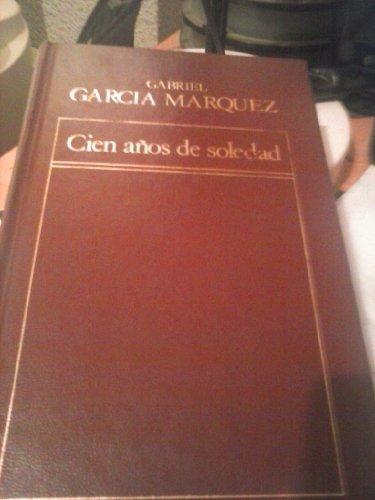 GABRIEL
GARCIA MARQUEZ
Cien años de soledad